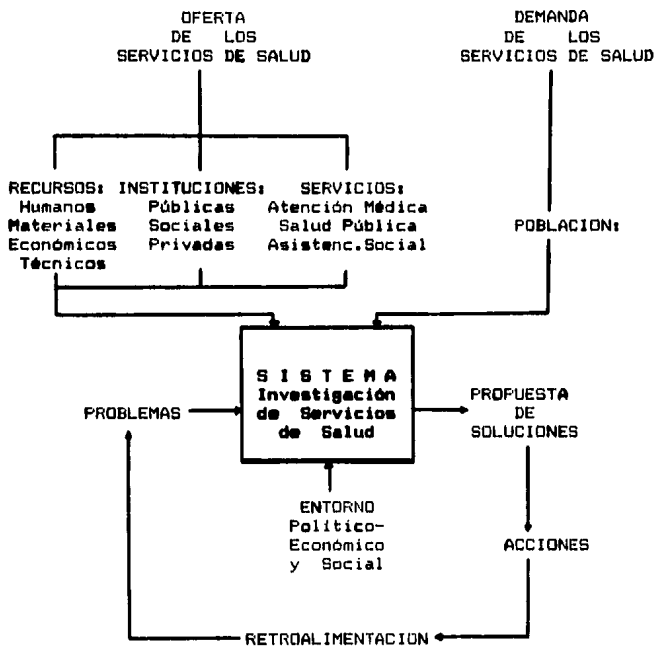 OFERTA
DE LOS
SERVICIOS DE SALUD
DEMANDA
DE LOS
SERVICIOS DE SALUD
RECURSOS:
Humanos
Materiales
Económicos
Técnicos
INSTITUCIONES:
Públicas
Sociales
Privadas
SERVICIOS:
Atención Médica
Salud Pública
Asistenc.Social
POBLACION:
SISTEMA
Investigación
de Servicios
de Salud
PROBLEMAS
PROPUESTA
DE
SOLUCIONES
ENTORNO
Político-
Económico
y Social
ACCIONES
RETROALIMENTACION